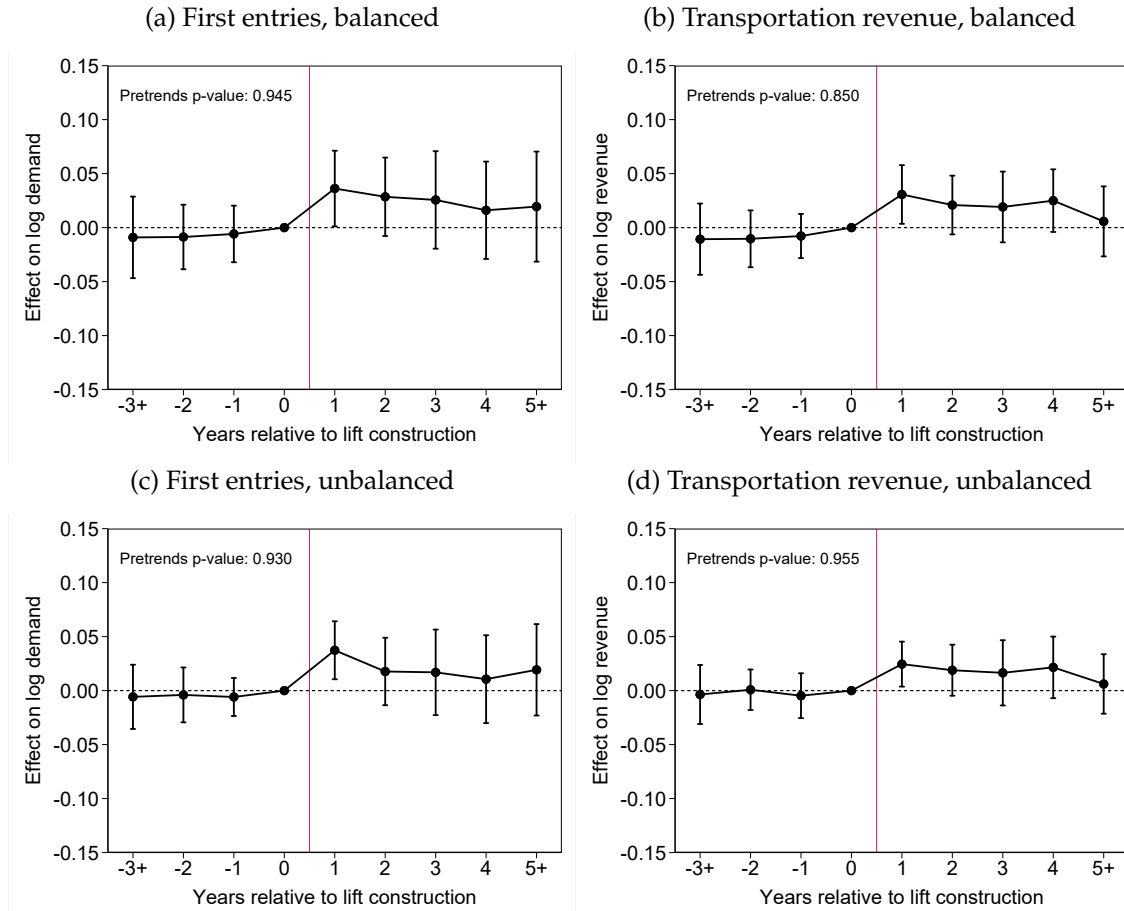 (a) First entries, balanced
0.15
0.10
0.05
0.00
-0.05
-0.10
-0.15
Effect on log demand
Pretrends p-value: 0.945
-3+ -2 -1 0 1 2 3 4 5+
Years relative to lift construction
(b) Transportation revenue, balanced
0.15
0.10
0.05
0.00
-0.05
-0.10
-0.15
Effect on log revenue
Pretrends p-value: 0.850
-3+ -2 -1 0 1 2 3 4 5+
Years relative to lift construction
(c) First entries, unbalanced
0.15
0.10
0.05
0.00
-0.05
-0.10
-0.15
Effect on log demand
Pretrends p-value: 0.930
-3+ -2 -1 0 1 2 3 4 5+
Years relative to lift construction
(d) Transportation revenue, unbalanced
0.15
0.10
0.05
0.00
-0.05
-0.10
-0.15
Effect on log revenue
Pretrends p-value: 0.955
-3+ -2 -1 0 1 2 3 4 5+
Years relative to lift construction